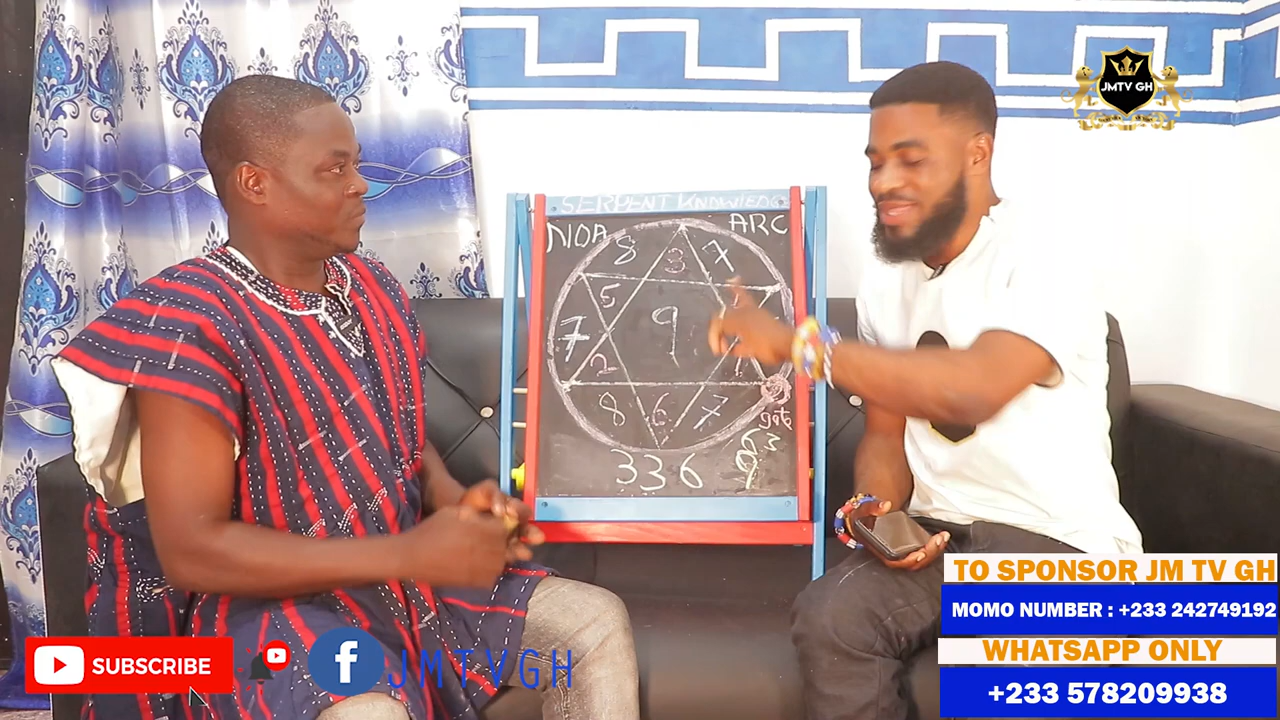 JMTV GH
SERPENT KNOWLEDGE
NOA
ARC
8
3
7
5
7
9
2
8
6
7
gate
336
TO SPONSOR JM TV GH
MOMO NUMBER : +233 242749192
WHATSAPP ONLY
+233 578209938
SUBSCRIBE
f
JMTVGH